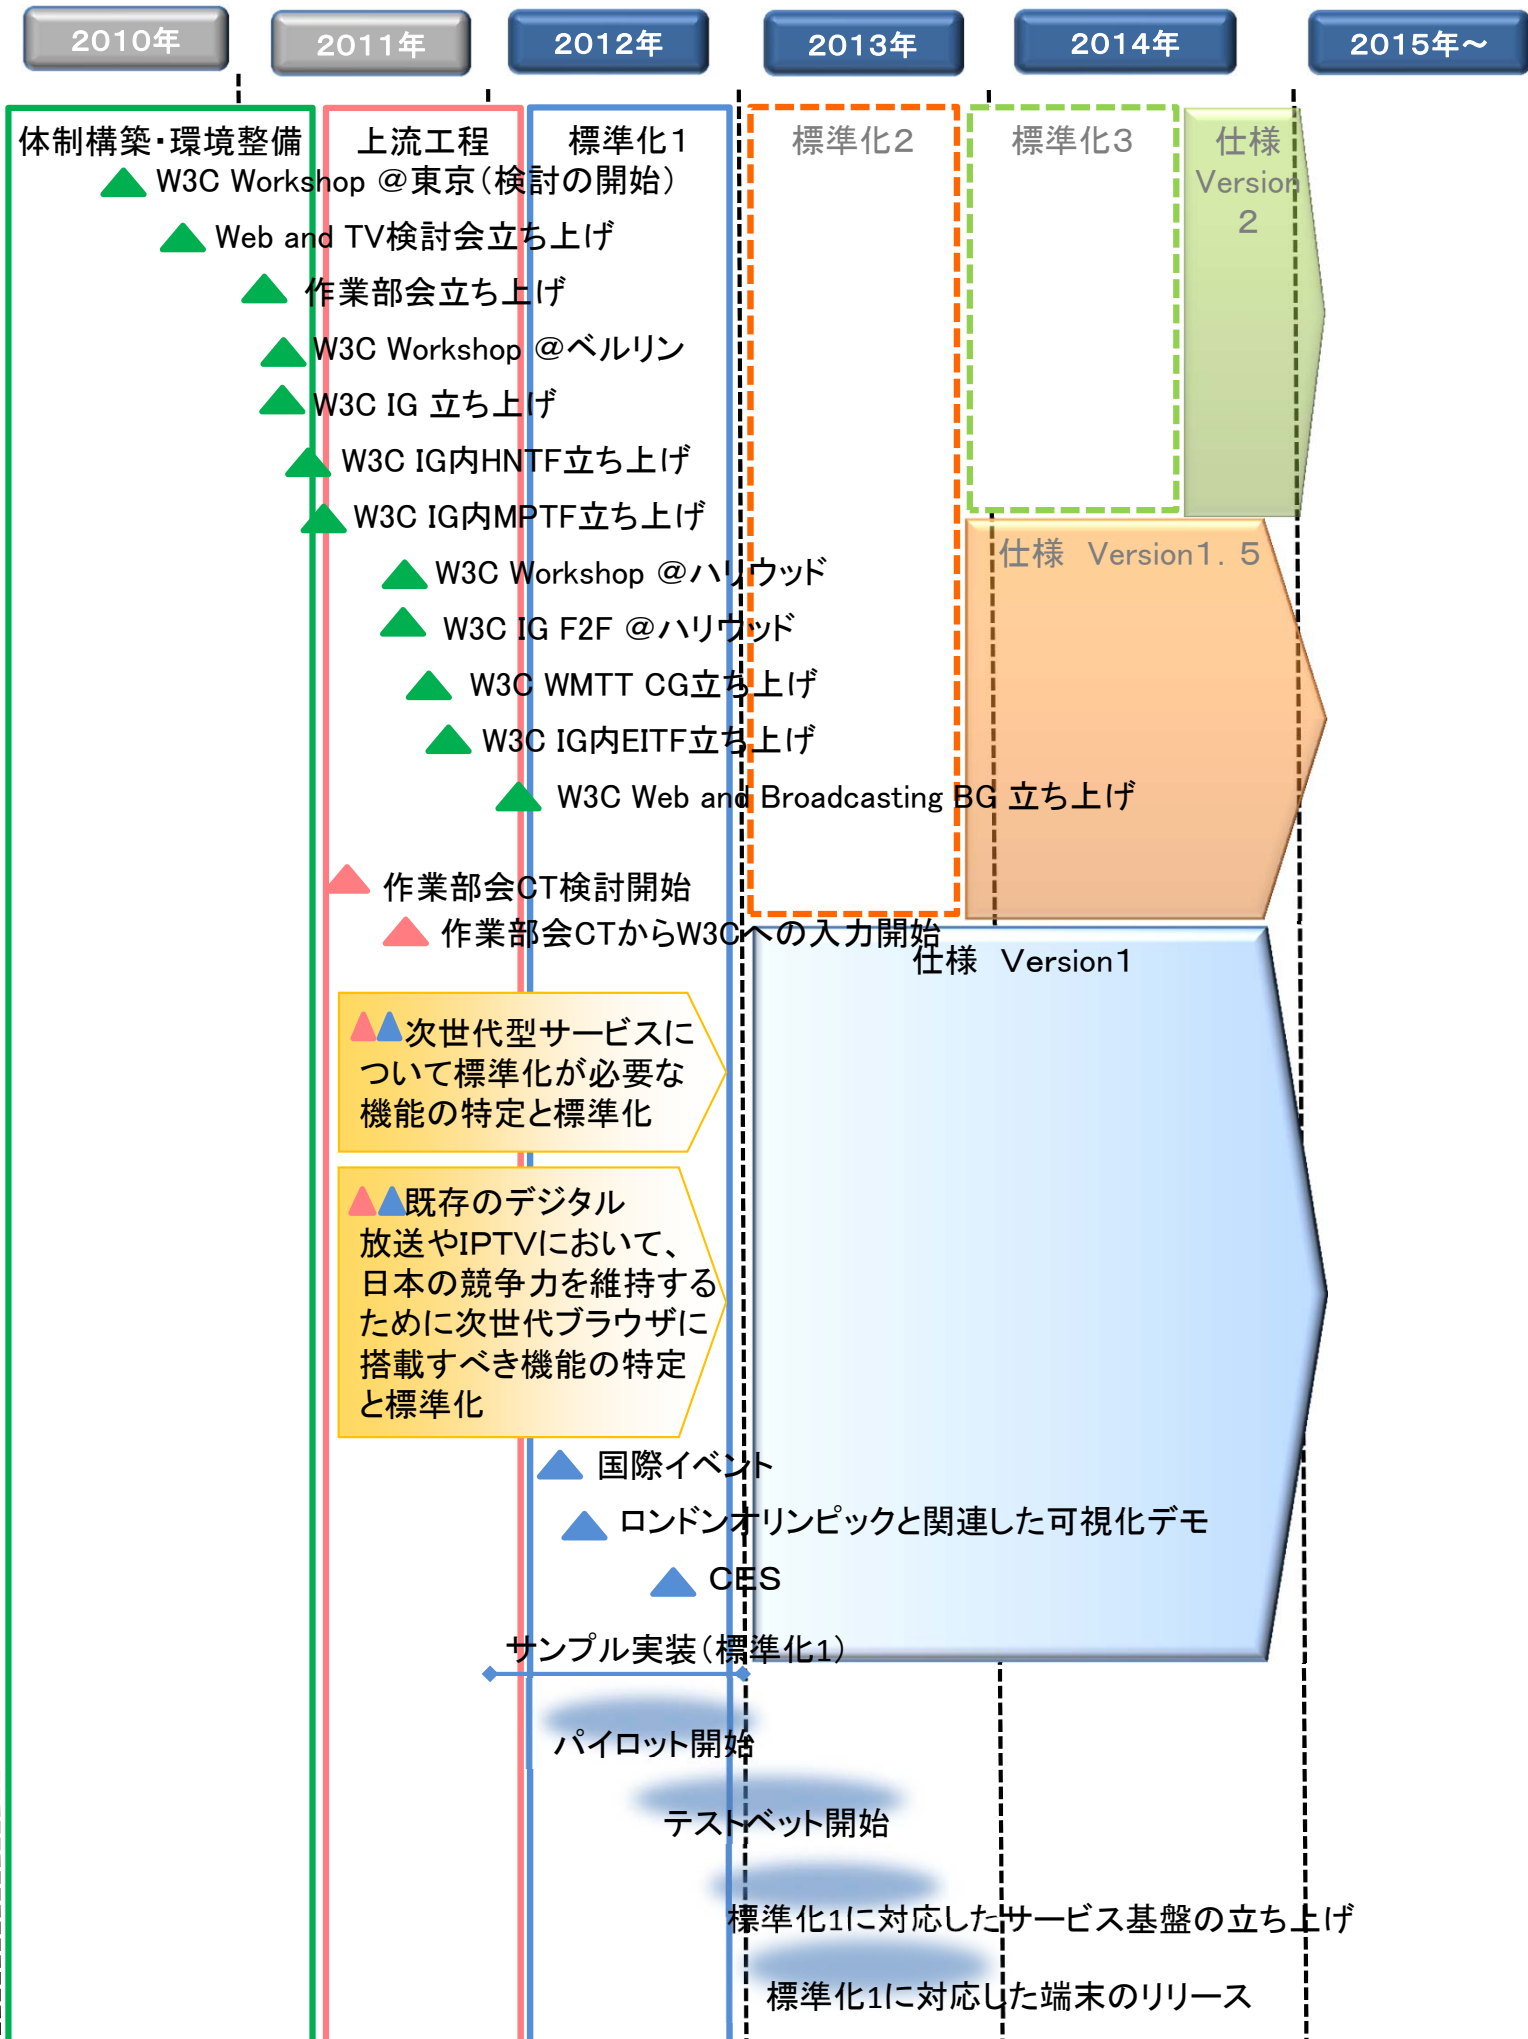 2010年
2011年
2012年
2013年
2014年
2015年～
体制構築・環境整備
上流工程
標準化１
標準化２
標準化３
仕様
Version
２
W3C Workshop ＠東京（検討の開始）
Web and TV検討会立ち上げ
作業部会立ち上げ
W3C Workshop ＠ベルリン
W3C IG 立ち上げ
W3C IG内HNTF立ち上げ
W3C IG内MPTF立ち上げ
仕様　Version１．５
W3C Workshop ＠ハリウッド
W3C IG F2F ＠ハリウッド
W3C WMTT CG立ち上げ
W3C IG内EITF立ち上げ
W3C Web and Broadcasting BG 立ち上げ
作業部会CT検討開始
作業部会CTからW3Cへの入力開始
仕様　Version１
次世代型サービスに
ついて標準化が必要な
機能の特定と標準化
既存のデジタル
放送やIPTVにおいて、
日本の競争力を維持する
ために次世代ブラウザに
搭載すべき機能の特定
と標準化
国際イベント
ロンドンオリンピックと関連した可視化デモ
CES
サンプル実装（標準化1）
パイロット開始
テストベット開始
標準化1に対応したサービス基盤の立ち上げ
標準化1に対応した端末のリリース